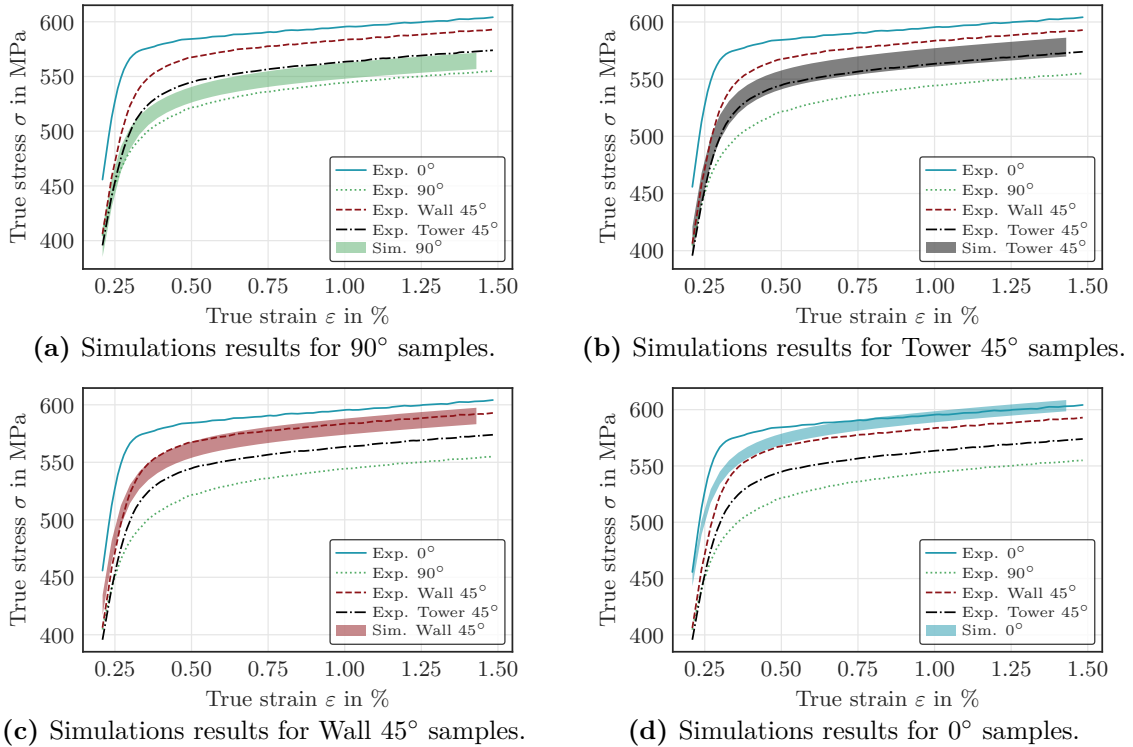 600
550
500
450
400
True stress σ in MPa
Exp. 0°
Exp. 90°
Exp. Wall 45°
Exp. Tower 45°
Sim. 90°
0.25 0.50 0.75 1.00 1.25 1.50
True strain ε in %
(a) Simulations results for 90° samples.
600
550
500
450
400
True stress σ in MPa
Exp. 0°
Exp. 90°
Exp. Wall 45°
Exp. Tower 45°
Sim. Tower 45°
0.25 0.50 0.75 1.00 1.25 1.50
True strain ε in %
(b) Simulations results for Tower 45° samples.
600
550
500
450
400
True stress σ in MPa
Exp. 0°
Exp. 90°
Exp. Wall 45°
Exp. Tower 45°
Sim. Wall 45°
0.25 0.50 0.75 1.00 1.25 1.50
True strain ε in %
(c) Simulations results for Wall 45° samples.
600
550
500
450
400
True stress σ in MPa
Exp. 0°
Exp. 90°
Exp. Wall 45°
Exp. Tower 45°
Sim. 0°
0.25 0.50 0.75 1.00 1.25 1.50
True strain ε in %
(d) Simulations results for 0° samples.